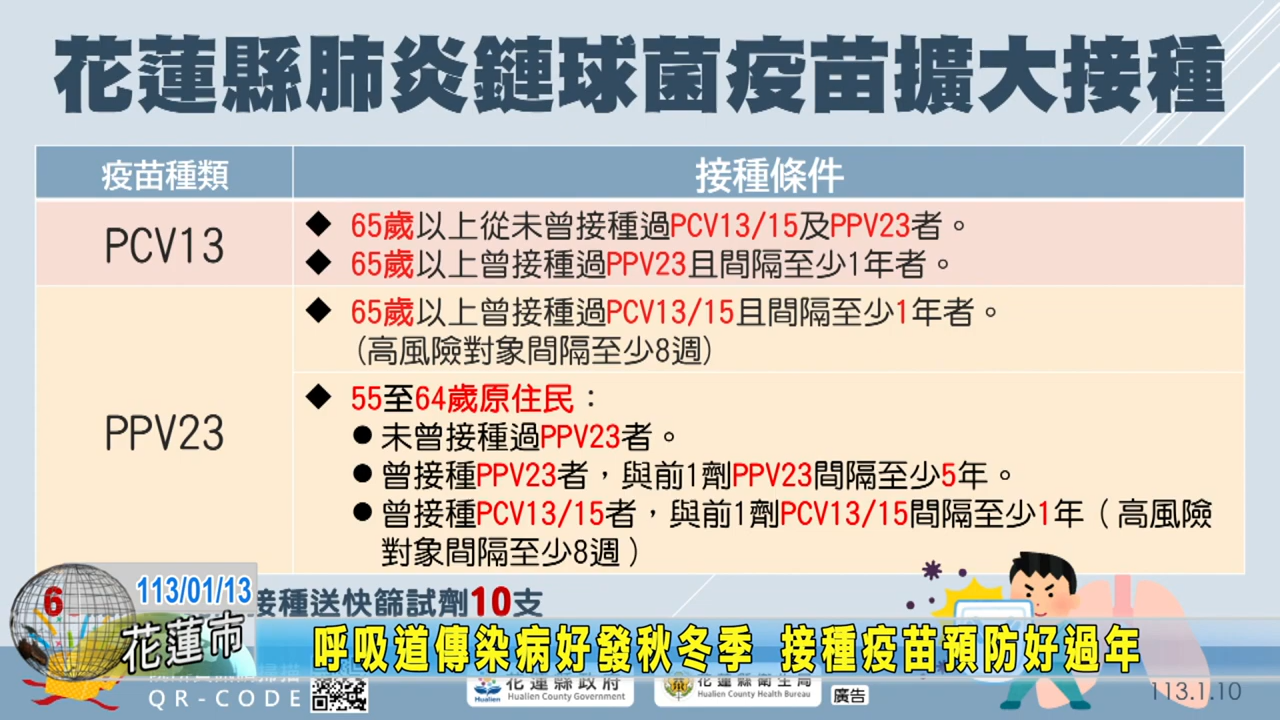 花蓮縣肺炎鏈球菌疫苗擴大接種
疫苗種類
接種條件
PCV13
◆ 65歲以上從未曾接種過PCV13/15及PPV23者。
◆ 65歲以上曾接種過PPV23且間隔至少1年者。
PPV23
◆ 65歲以上曾接種過PCV13/15且間隔至少1年者。
(高風險對象間隔至少8週)
◆ 55至64歲原住民：
● 未曾接種過PPV23者。
● 曾接種PPV23者，與前1劑PPV23間隔至少5年。
● 曾接種PCV13/15者，與前1劑PCV13/15間隔至少1年（高風險
對象間隔至少8週）
接種送快篩試劑10支
6
113/01/13
花蓮市
呼吸道傳染病好發秋冬季 接種疫苗預防好過年
QR-CODE
花蓮縣政府
Hualien County Government
Hualien
花蓮縣衛生局
Hualien County Health Bureau
廣告
113.1.10